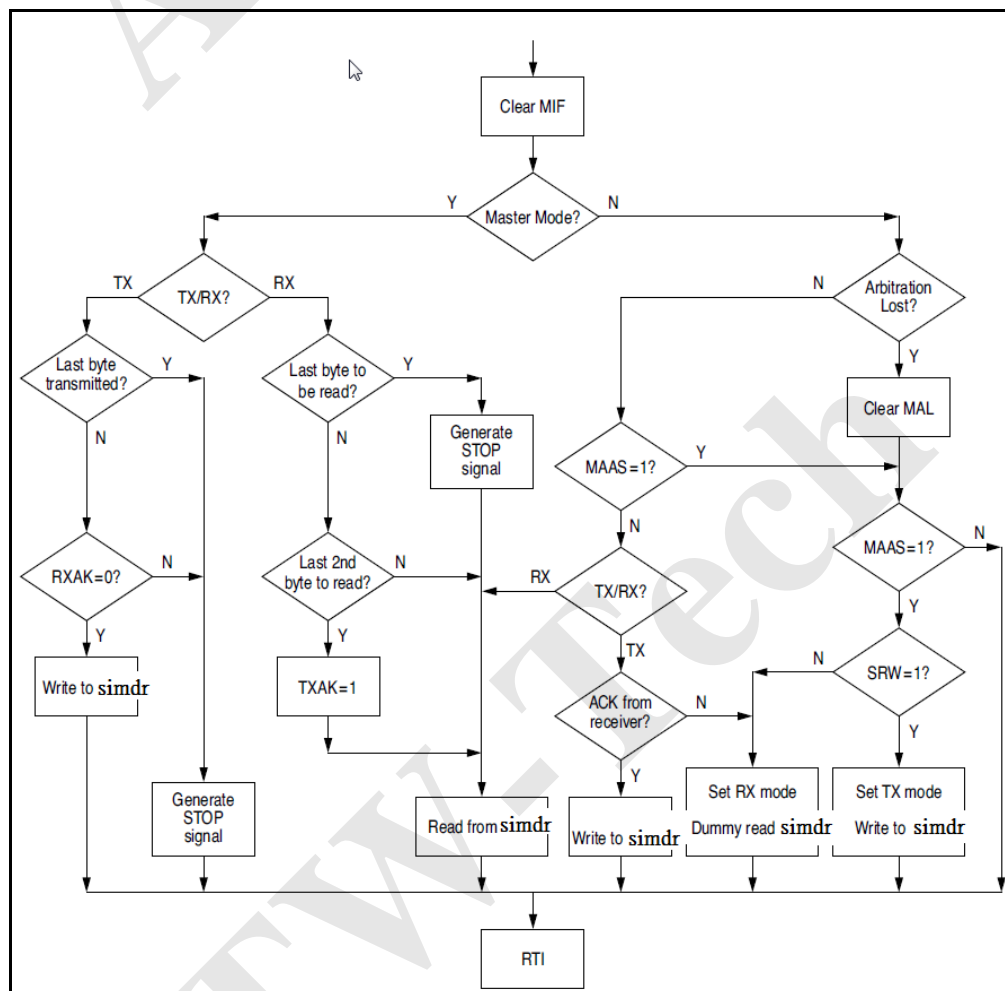 Clear MIF
Y
Master Mode?
N
TX
TX/RX?
RX
N
Arbitration
Lost?
Y
Last byte
transmitted?
Y
Last byte to
be read?
Y
Clear MAL
N
N
Generate
STOP
signal
MAAS=1?
Y
N
MAAS=1?
N
RXAK=0?
N
Last 2nd
byte to read?
N
RX
TX/RX?
Y
Y
Y
TX
N
SRW=1?
Write to simdr
TXAK=1
ACK from
receiver?
N
Y
Y
Generate
STOP
signal
Read from simdr
Write to simdr
Set RX mode
Dummy read simdr
Set TX mode
Write to simdr
RTI
TW-Tech